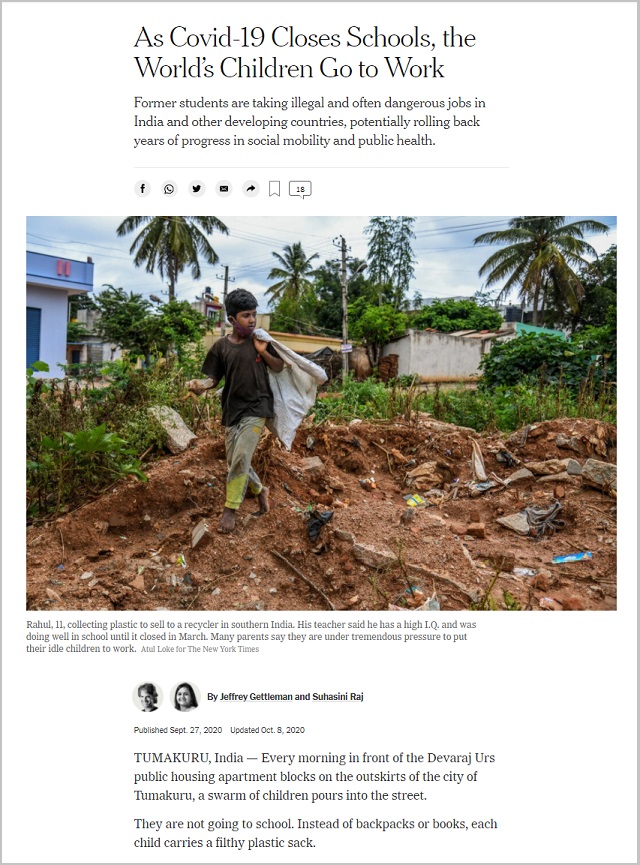 As Covid-19 Closes Schools, the
World's Children Go to Work
Former students are taking illegal and often dangerous jobs in
India and other developing countries, potentially rolling back
years of progress in social mobility and public health.
18
Rahul, 11, collecting plastic to sell to a recycler in southern India. His teacher said he has a high I.Q. and was
doing well in school until it closed in March. Many parents say they are under tremendous pressure to put
their idle children to work. Atul Loke for The New York Times
By Jeffrey Gettleman and Suhasini Raj
Published Sept. 27, 2020 Updated Oct. 8, 2020
TUMAKURU, India — Every morning in front of the Devaraj Urs
public housing apartment blocks on the outskirts of the city of
Tumakuru, a swarm of children pours into the street.
They are not going to school. Instead of backpacks or books, each
child carries a filthy plastic sack.